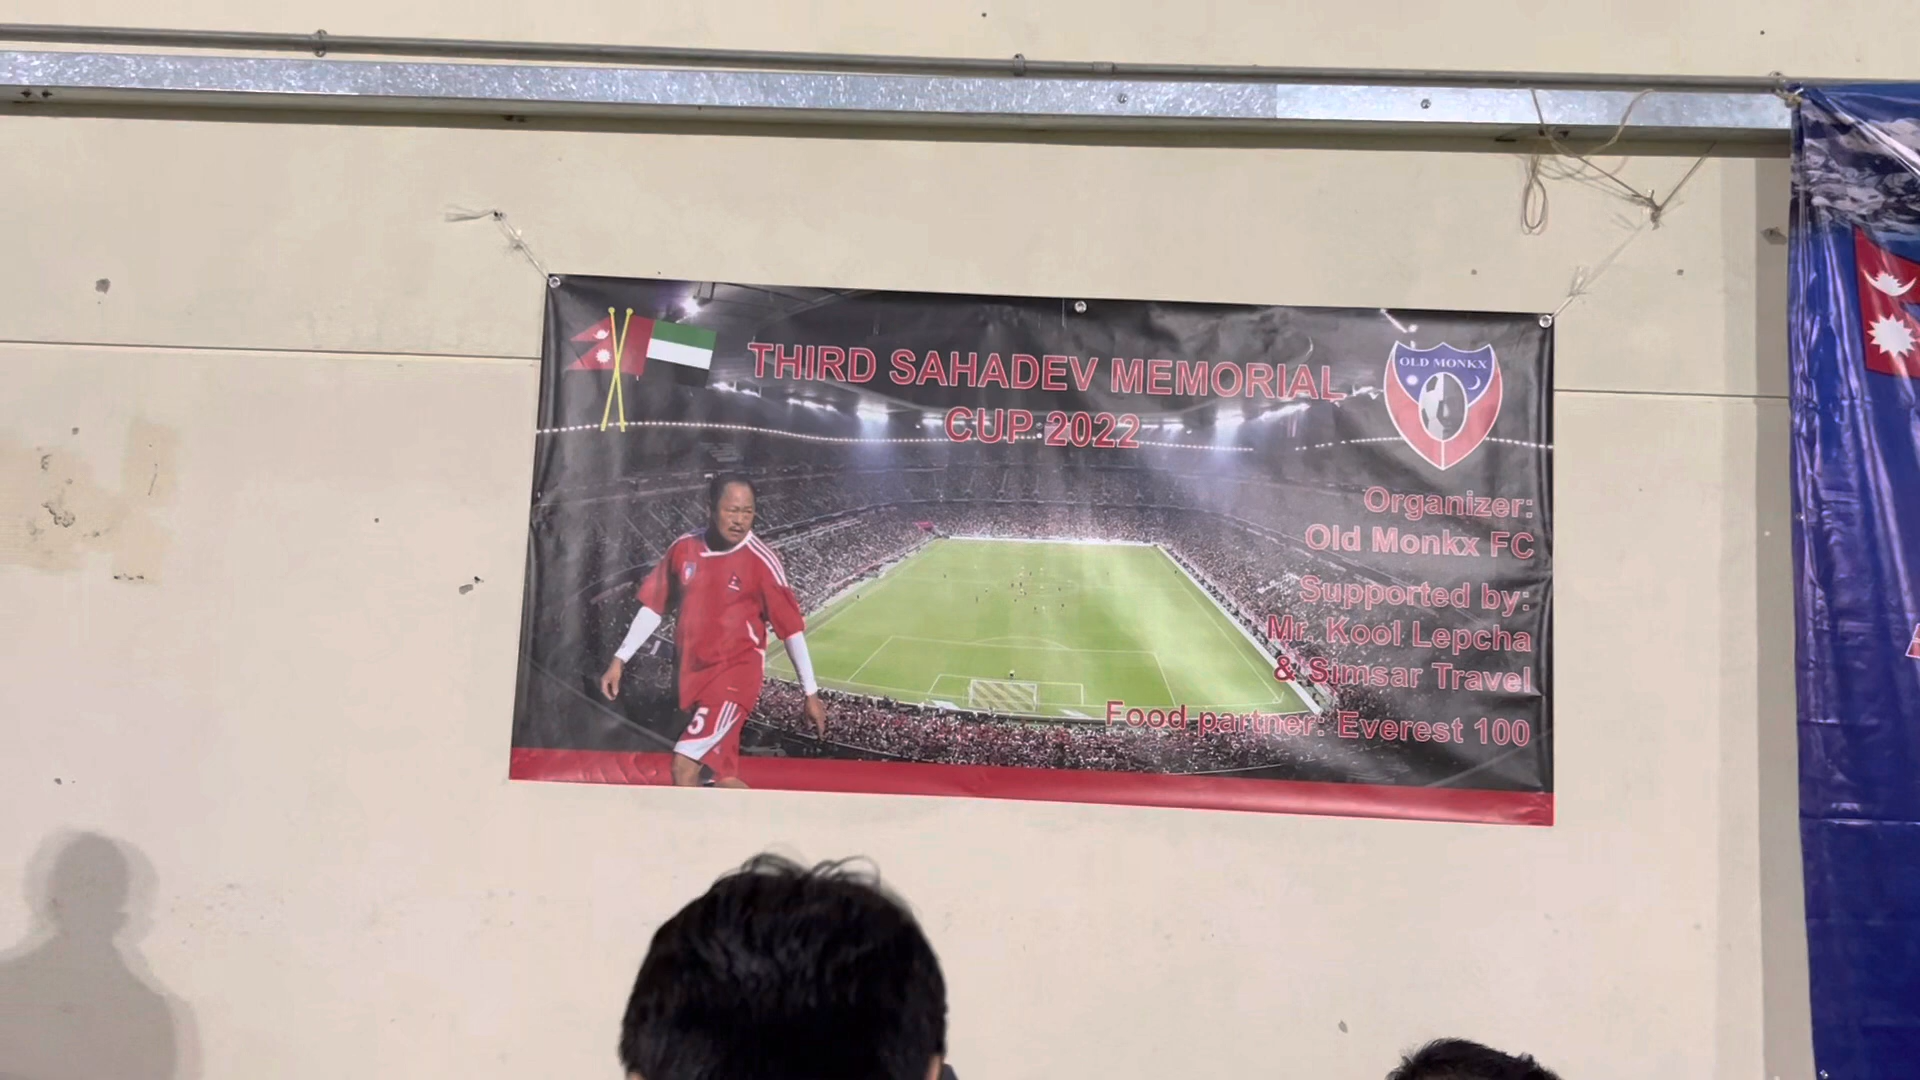 THIRD SAHADEV MEMORIAL
CUP 2022
OLD MONKX
Organizer:
Old Monkx FC
Supported by:
Mr. Kool Lepcha
& Simsar Travel
Food partner: Everest 100
5